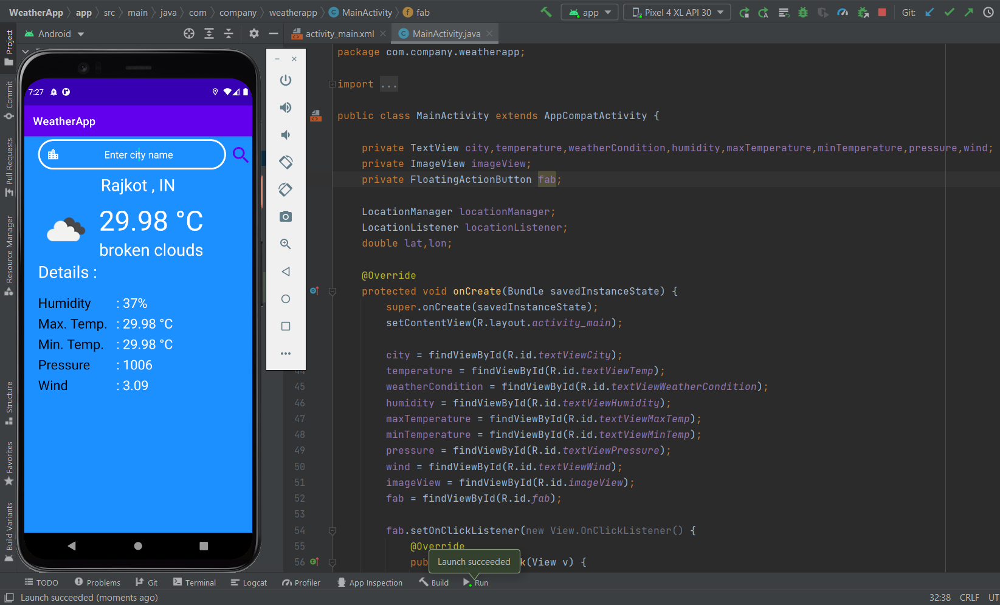 WeatherApp app src main java com company weatherapp MainActivity fab app Pixel 4 XL API 30 Git:
Android activity_main.xml MainActivity.java
Project
Commit
Pull Requests
Resource Manager
Structure
Favorites
Build Variants
7:27
WeatherApp
Enter city name
Rajkot , IN
29.98 °C
broken clouds
Details :
Humidity : 37%
Max. Temp. : 29.98 °C
Min. Temp. : 29.98 °C
Pressure : 1006
Wind : 3.09
package com.company.weatherapp;
import ...
public class MainActivity extends AppCompatActivity {
private TextView city,temperature,weatherCondition,humidity,maxTemperature,minTemperature,pressure,wind;
private ImageView imageView;
private FloatingActionButton fab;
LocationManager locationManager;
LocationListener locationListener;
double lat,lon;
@Override
protected void onCreate(Bundle savedInstanceState) {
super.onCreate(savedInstanceState);
setContentView(R.layout.activity_main);
city = findViewById(R.id.textViewCity);
temperature = findViewById(R.id.textViewTemp);
45 weatherCondition = findViewById(R.id.textViewWeatherCondition);
46 humidity = findViewById(R.id.textViewHumidity);
47 maxTemperature = findViewById(R.id.textViewMaxTemp);
48 minTemperature = findViewById(R.id.textViewMinTemp);
49 pressure = findViewById(R.id.textViewPressure);
50 wind = findViewById(R.id.textViewWind);
51 imageView = findViewById(R.id.imageView);
52 fab = findViewById(R.id.fab);
53
54 fab.setOnClickListener(new View.OnClickListener() {
55 @Override
56 pub k(View v) {
Launch succeeded
TODO Problems Git Terminal Logcat Profiler App Inspection Build Run
Launch succeeded (moments ago) 32:38 CRLF UT